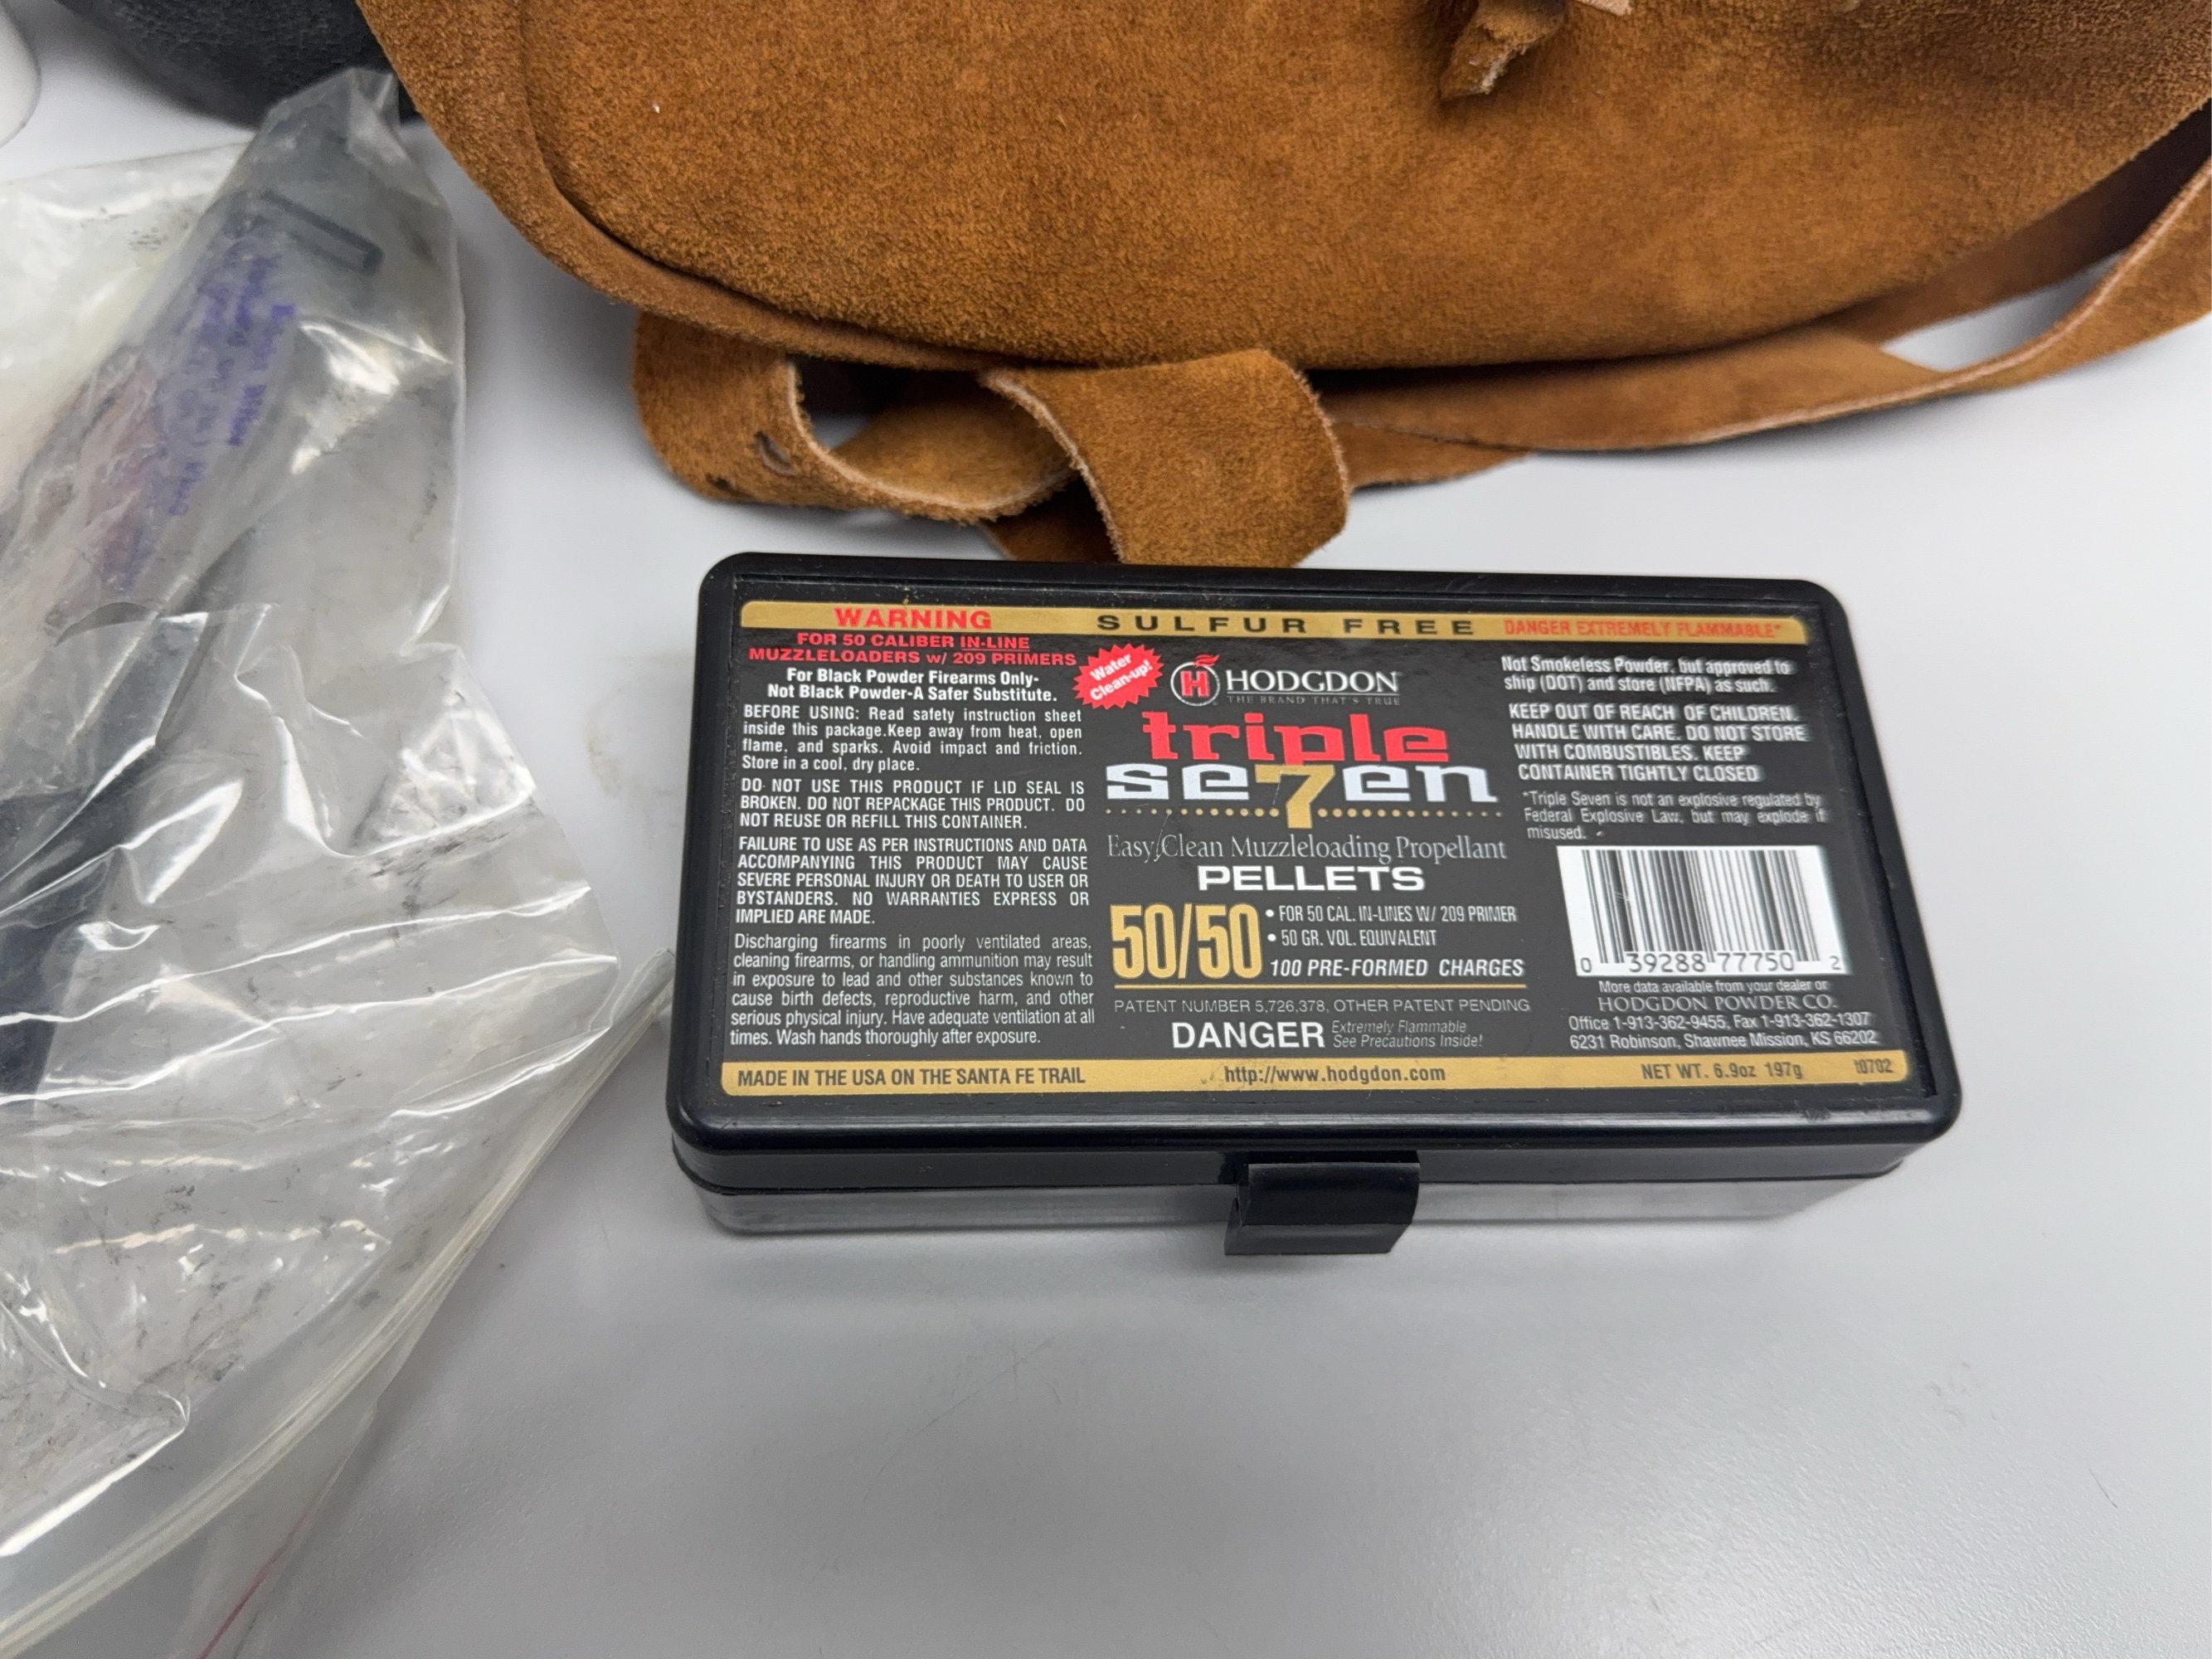 WARNING
SULFUR FREE
DANGER EXTREMELY FLAMMABLE*
FOR 50 CALIBER IN-LINE
MUZZLELOADERS w/ 209 PRIMERS
For Black Powder Firearms Only-
Not Black Powder-A Safer Substitute.
BEFORE USING: Read safety instruction sheet
inside this package.Keep away from heat, open
flame, and sparks. Avoid impact and friction.
Store in a cool, dry place.
DO NOT USE THIS PRODUCT IF LID SEAL IS
BROKEN. DO NOT REPACKAGE THIS PRODUCT. DO
NOT REUSE OR REFILL THIS CONTAINER.
FAILURE TO USE AS PER INSTRUCTIONS AND DATA
ACCOMPANYING THIS PRODUCT MAY CAUSE
SEVERE PERSONAL INJURY OR DEATH TO USER OR
BYSTANDERS. NO WARRANTIES EXPRESS OR
IMPLIED ARE MADE.
Discharging firearms in poorly ventilated areas,
cleaning firearms, or handling ammunition may result
in exposure to lead and other substances known to
cause birth defects, reproductive harm, and other
serious physical injury. Have adequate ventilation at all
times. Wash hands thoroughly after exposure.
Water
Clean-up!
H HODGDON
THE BRAND THAT'S TRUE
triple
se7en
Easy Clean Muzzleloading Propellant
PELLETS
50/50
• FOR 50 CAL. IN-LINES W/ 209 PRIMER
• 50 GR. VOL. EQUIVALENT
100 PRE-FORMED CHARGES
PATENT NUMBER 5,726,378, OTHER PATENT PENDING
DANGER
Extremely Flammable
See Precautions Inside!
Not Smokeless Powder, but approved to
ship (DOT) and store (NFPA) as such.
KEEP OUT OF REACH OF CHILDREN.
HANDLE WITH CARE. DO NOT STORE
WITH COMBUSTIBLES. KEEP
CONTAINER TIGHTLY CLOSED
*Triple Seven is not an explosive regulated by
Federal Explosive Law, but may explode if
misused.
0 39288 77750 2
More data available from your dealer or
HODGDON POWDER CO.
Office 1-913-362-9455, Fax 1-913-362-1307
6231 Robinson, Shawnee Mission, KS 66202
MADE IN THE USA ON THE SANTA FE TRAIL
http://www.hodgdon.com
NET WT. 6.9oz 197g
10702